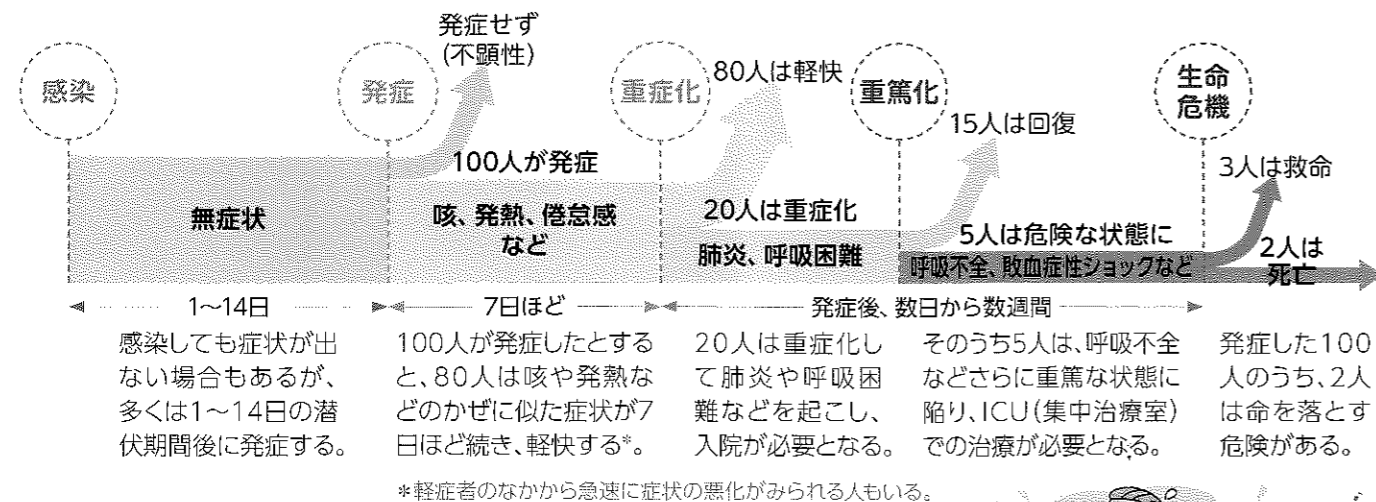 発症せず
(不顕性)
感染
発症
重症化
80人は軽快
重篤化
15人は回復
生命
危機
3人は救命
100人が発症
無症状
咳、発熱、倦怠感
など
20人は重症化
肺炎、呼吸困難
5人は危険な状態に
呼吸不全、敗血症性ショックなど
2人は
死亡
1〜14日
7日ほど
発症後、数日から数週間
感染しても症状が出
ない場合もあるが、
多くは1〜14日の潜
伏期間後に発症する。
100人が発症したとする
と、80人は咳や発熱な
どのかぜに似た症状が7
日ほど続き、軽快する*。
20人は重症化し
て肺炎や呼吸困
難などを起こし、
入院が必要となる。
そのうち5人は、呼吸不全
などさらに重篤な状態に
陥り、ICU(集中治療室)
での治療が必要となる。
発症した100
人のうち、2人
は命を落とす
危険がある。
*軽症者のなかから急速に症状の悪化がみられる人もいる。